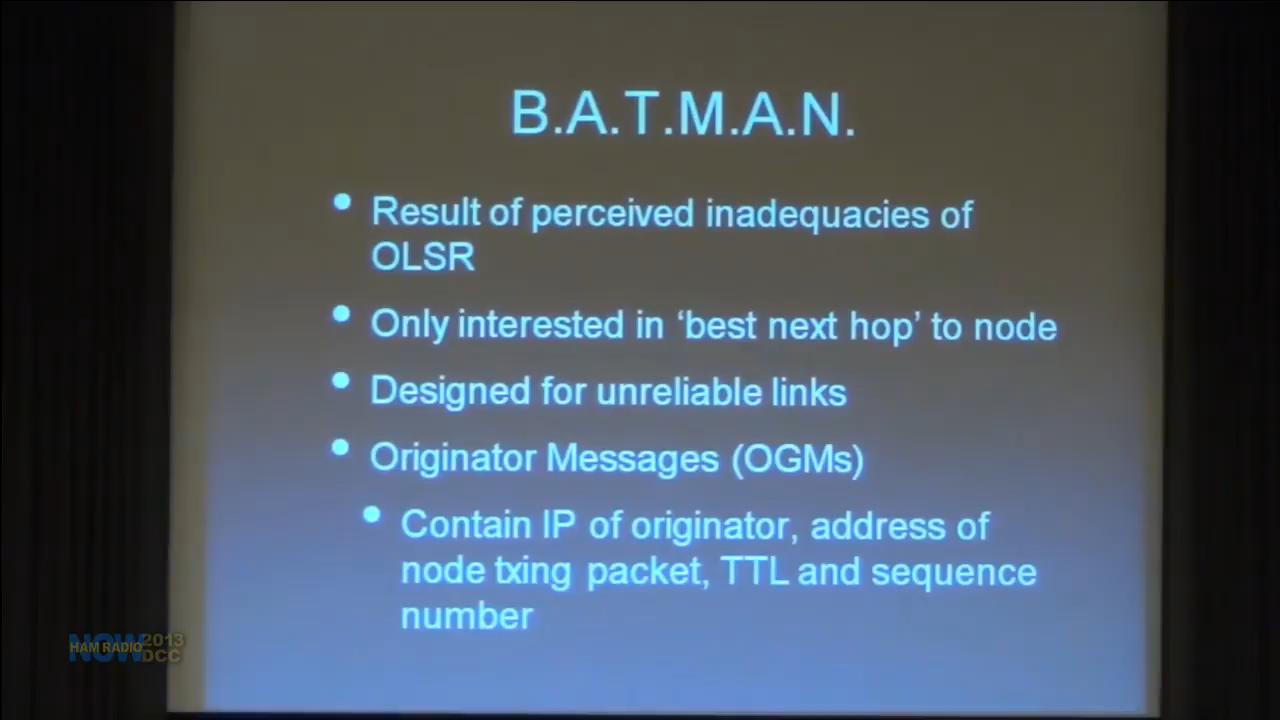 B.A.T.M.A.N.
• Result of perceived inadequacies of
OLSR
• Only interested in ‘best next hop’ to node
• Designed for unreliable links
• Originator Messages (OGMs)
• Contain IP of originator, address of
node txing packet, TTL and sequence
number
NOW
HAM RADIO
2013
DCC